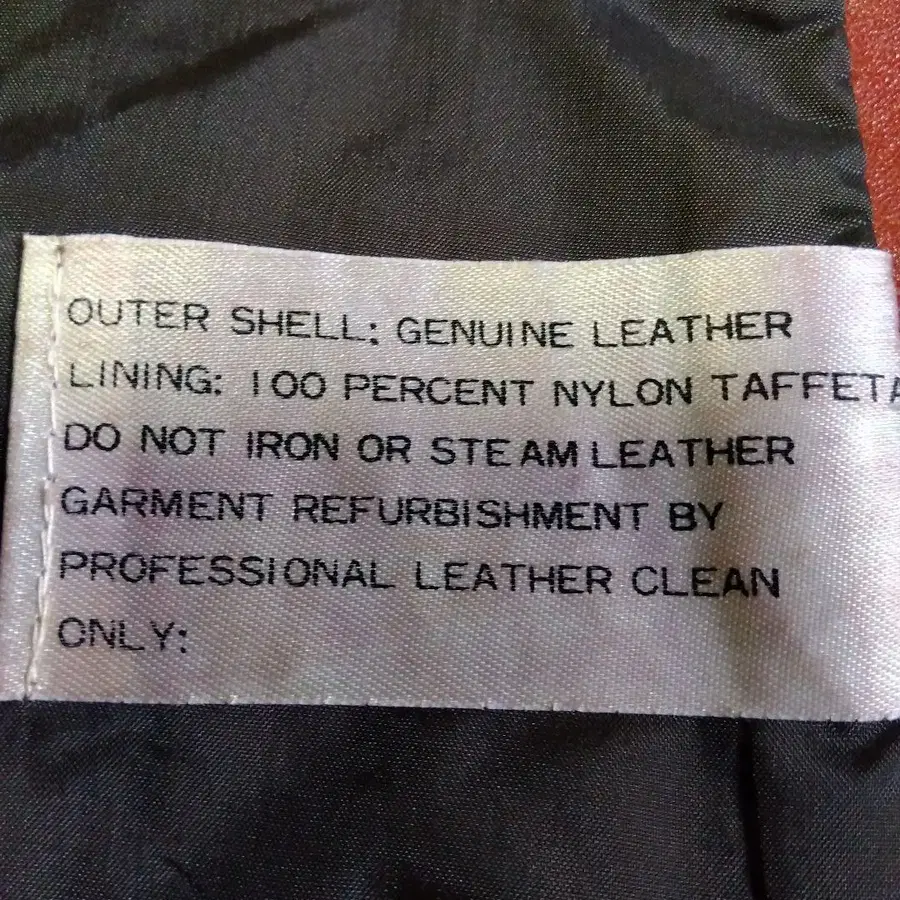 OUTER SHELL: GENUINE LEATHER
LINING: 100 PERCENT NYLON TAFFETA
DO NOT IRON OR STEAM LEATHER
GARMENT REFURBISHMENT BY
PROFESSIONAL LEATHER CLEAN
ONLY: